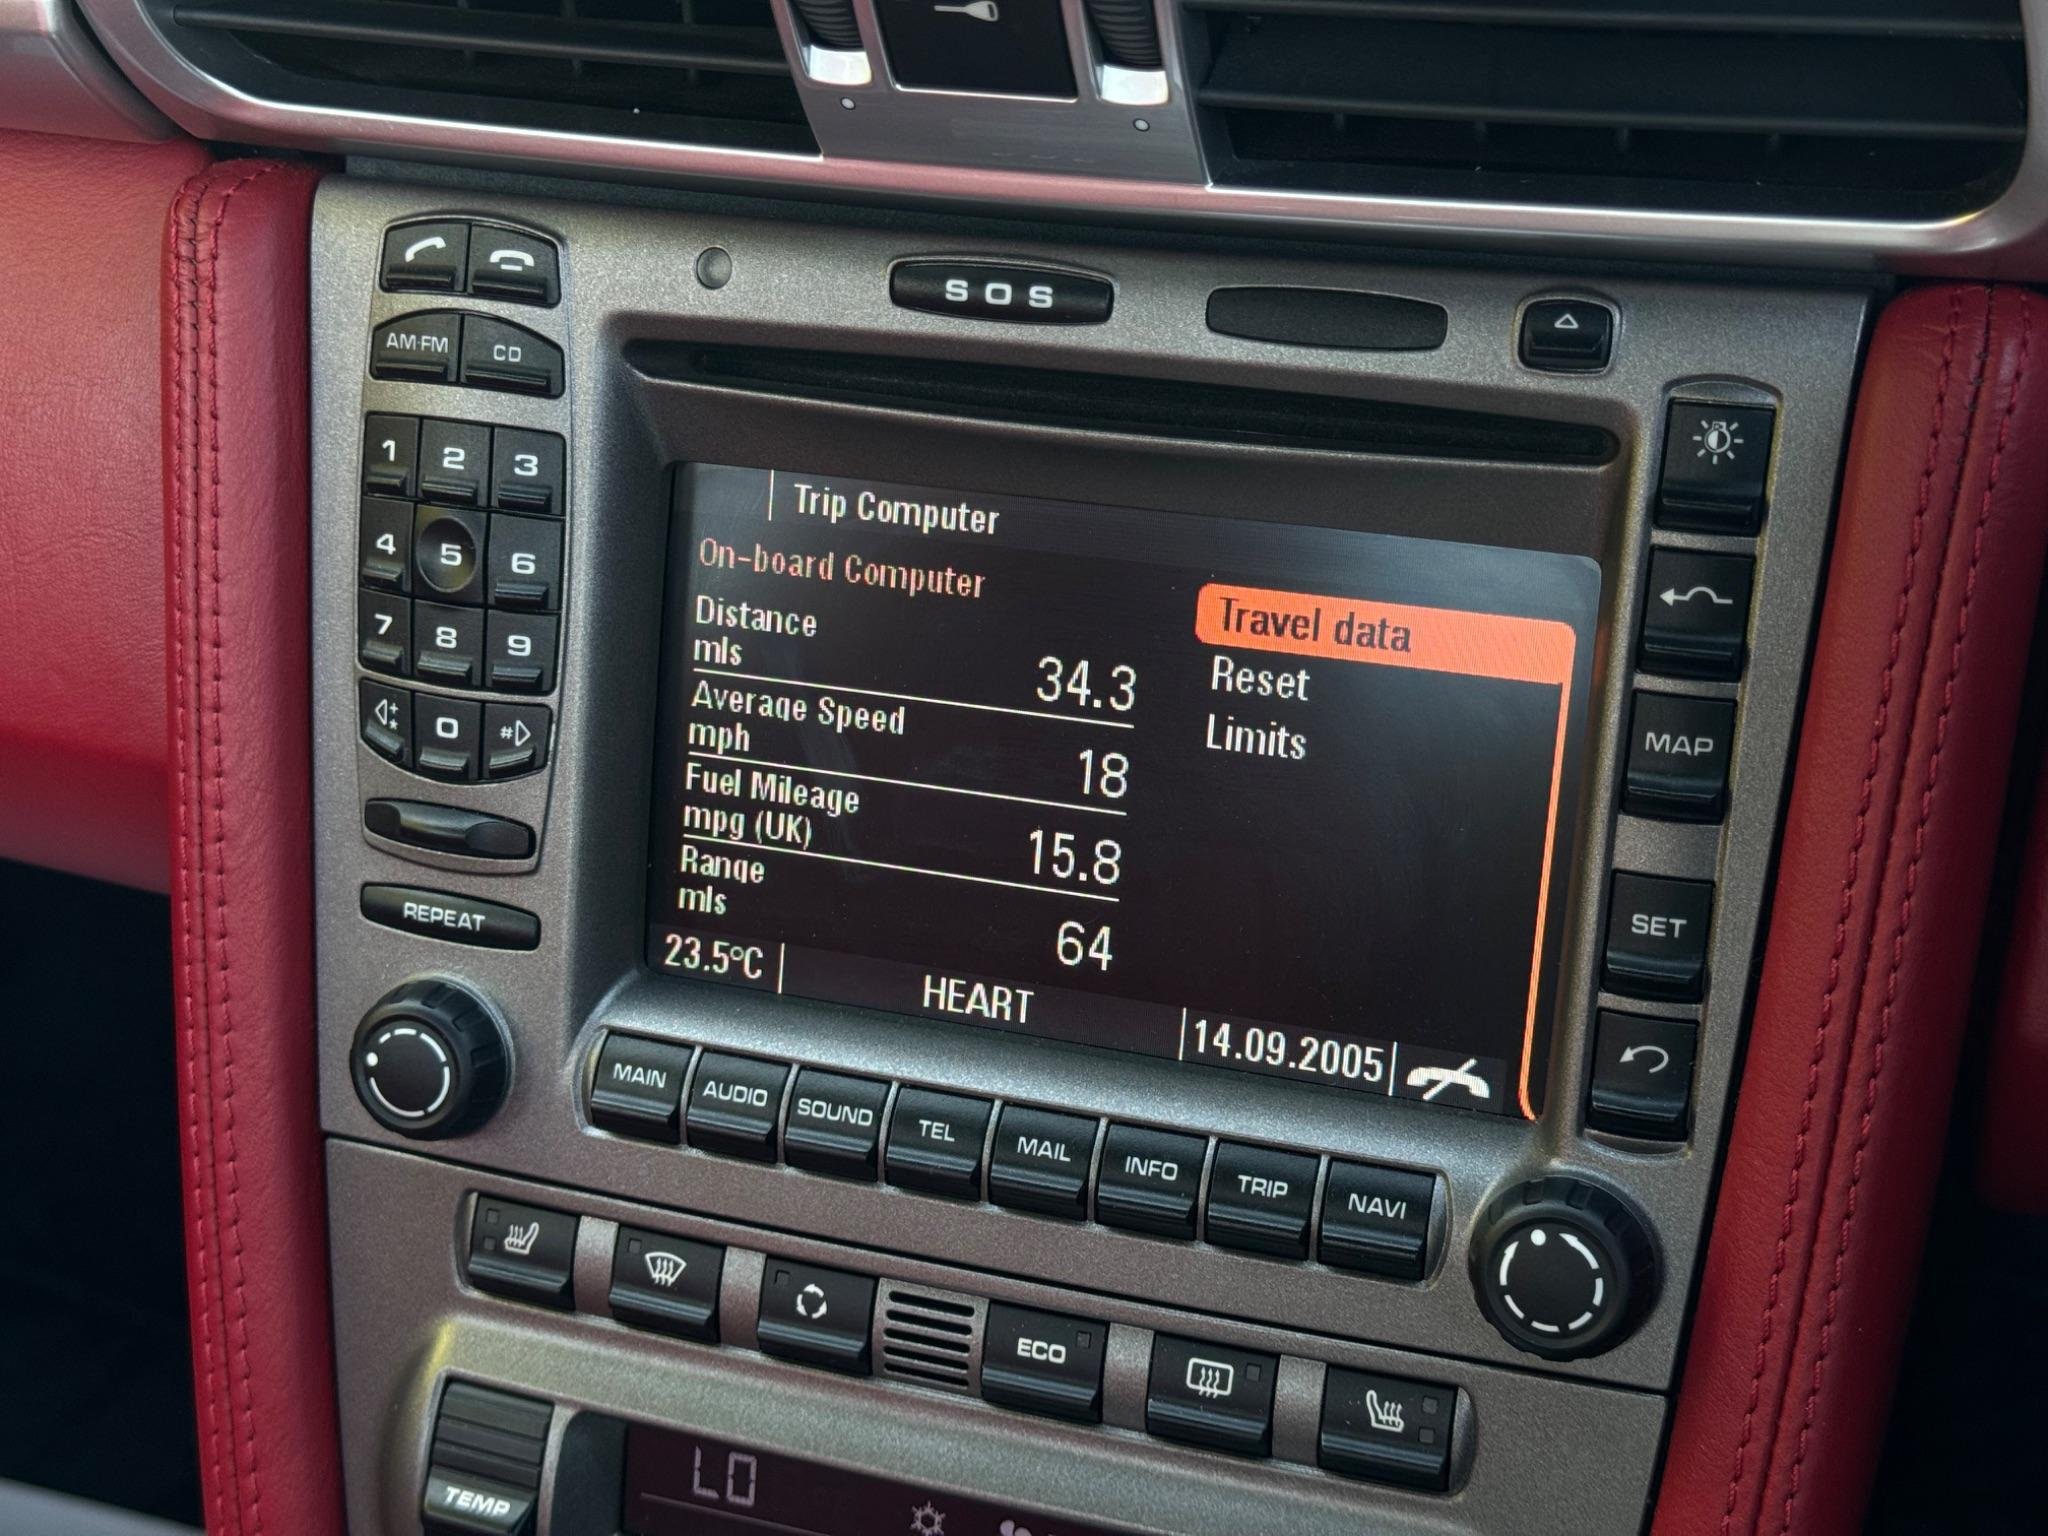 SOS
AM·FM
CD
1 2 3
4 5 6
7 8 9
+
* 0 #
REPEAT
Trip Computer
On-board Computer
Distance
mls
34.3
Average Speed
mph
18
Fuel Mileage
mpg (UK)
15.8
Range
mls
64
Travel data
Reset
Limits
23.5°C
HEART
14.09.2005
MAP
SET
MAIN
AUDIO
SOUND
TEL
MAIL
INFO
TRIP
NAVI
ECO
TEMP
LO